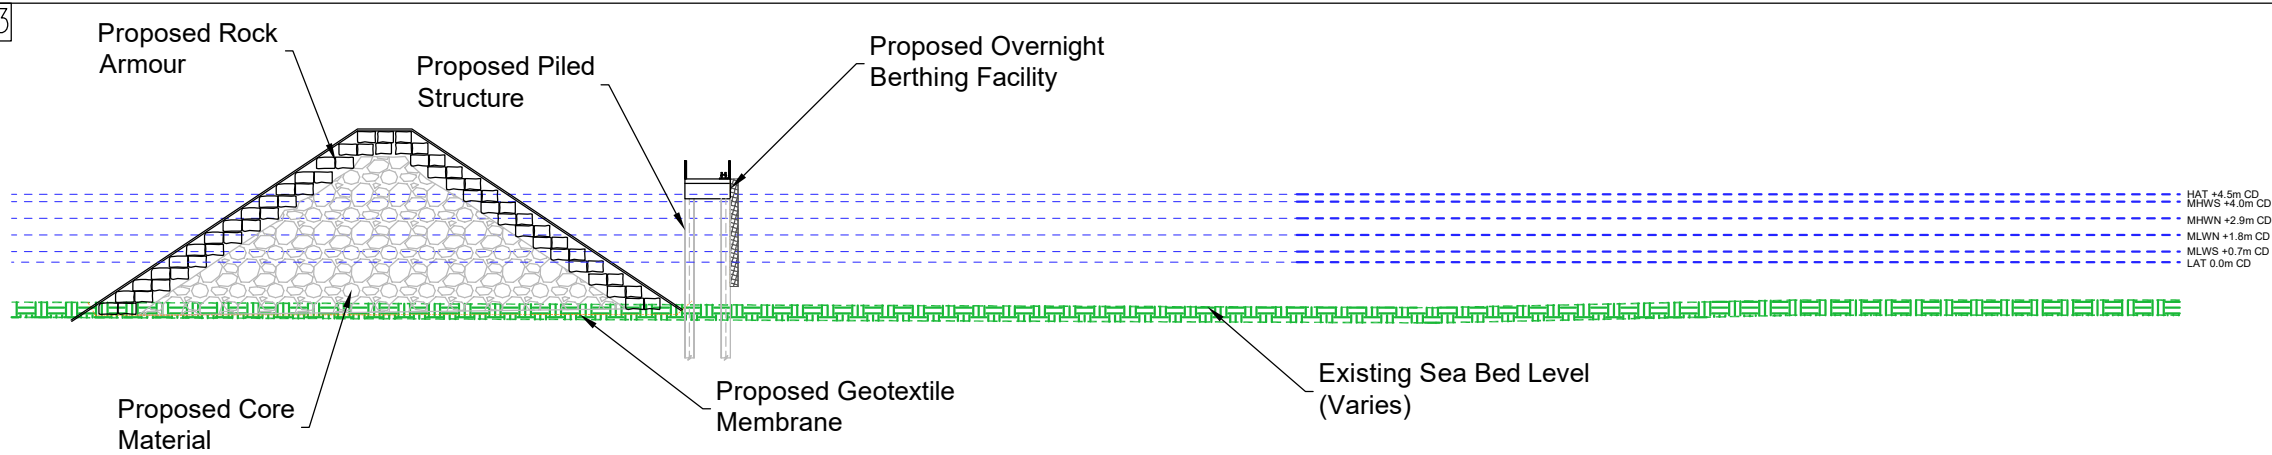 3
Proposed Rock
Armour
Proposed Piled
Structure
Proposed Overnight
Berthing Facility
HAT +4.5m CD
MHWS +4.0m CD
MHWN +2.9m CD
MLWN +1.8m CD
MLWS +0.7m CD
LAT 0.0m CD
Proposed Core
Material
Proposed Geotextile
Membrane
Existing Sea Bed Level
(Varies)